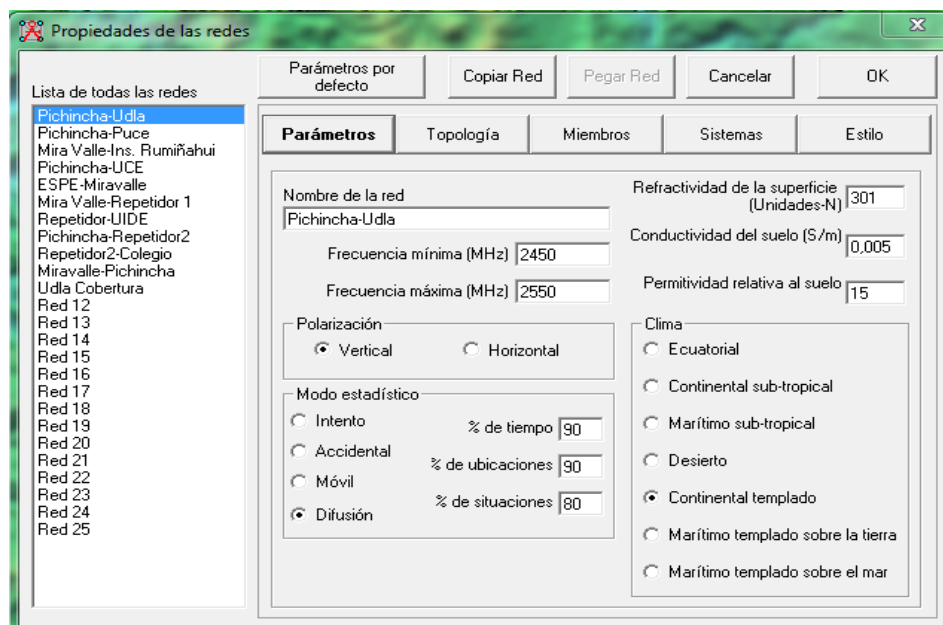 Propiedades de las redes
Parámetros por
defecto
Copiar Red
Pegar Red
Cancelar
OK
Lista de todas las redes
Pichincha-Udla
Pichincha-Puce
Mira Valle-Ins. Rumiñahui
Pichincha-UCE
ESPE-Miravalle
Mira Valle-Repetidor 1
Repetidor-UIDE
Pichincha-Repetidor2
Repetidor2-Colegio
Miravalle-Pichincha
Udla Cobertura
Red 12
Red 13
Red 14
Red 15
Red 16
Red 17
Red 18
Red 19
Red 20
Red 21
Red 22
Red 23
Red 24
Red 25
Parámetros
Topología
Miembros
Sistemas
Estilo
Nombre de la red
Pichincha-Udla
Frecuencia mínima (MHz) 2450
Frecuencia máxima (MHz) 2550
Refractividad de la superficie
(Unidades-N) 301
Conductividad del suelo (S/m) 0,005
Permitividad relativa al suelo 15
Polarización
Vertical
Horizontal
Modo estadístico
Intento
Accidental
Móvil
Difusión
% de tiempo 90
% de ubicaciones 90
% de situaciones 80
Clima
Ecuatorial
Continental sub-tropical
Marítimo sub-tropical
Desierto
Continental templado
Marítimo templado sobre la tierra
Marítimo templado sobre el mar